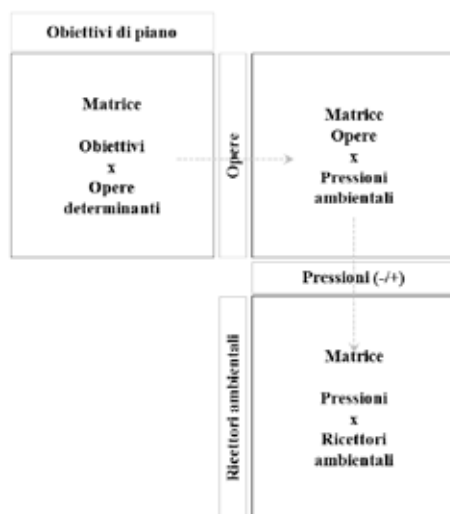 Obiettivi di piano
Matrice
Obiettivi
x
Opere
determinanti
Opere
Matrice
Opere
x
Pressioni
ambientali
Pressioni (-/+)
Ricettori ambientali
Matrice
Pressioni
x
Ricettori
ambientali